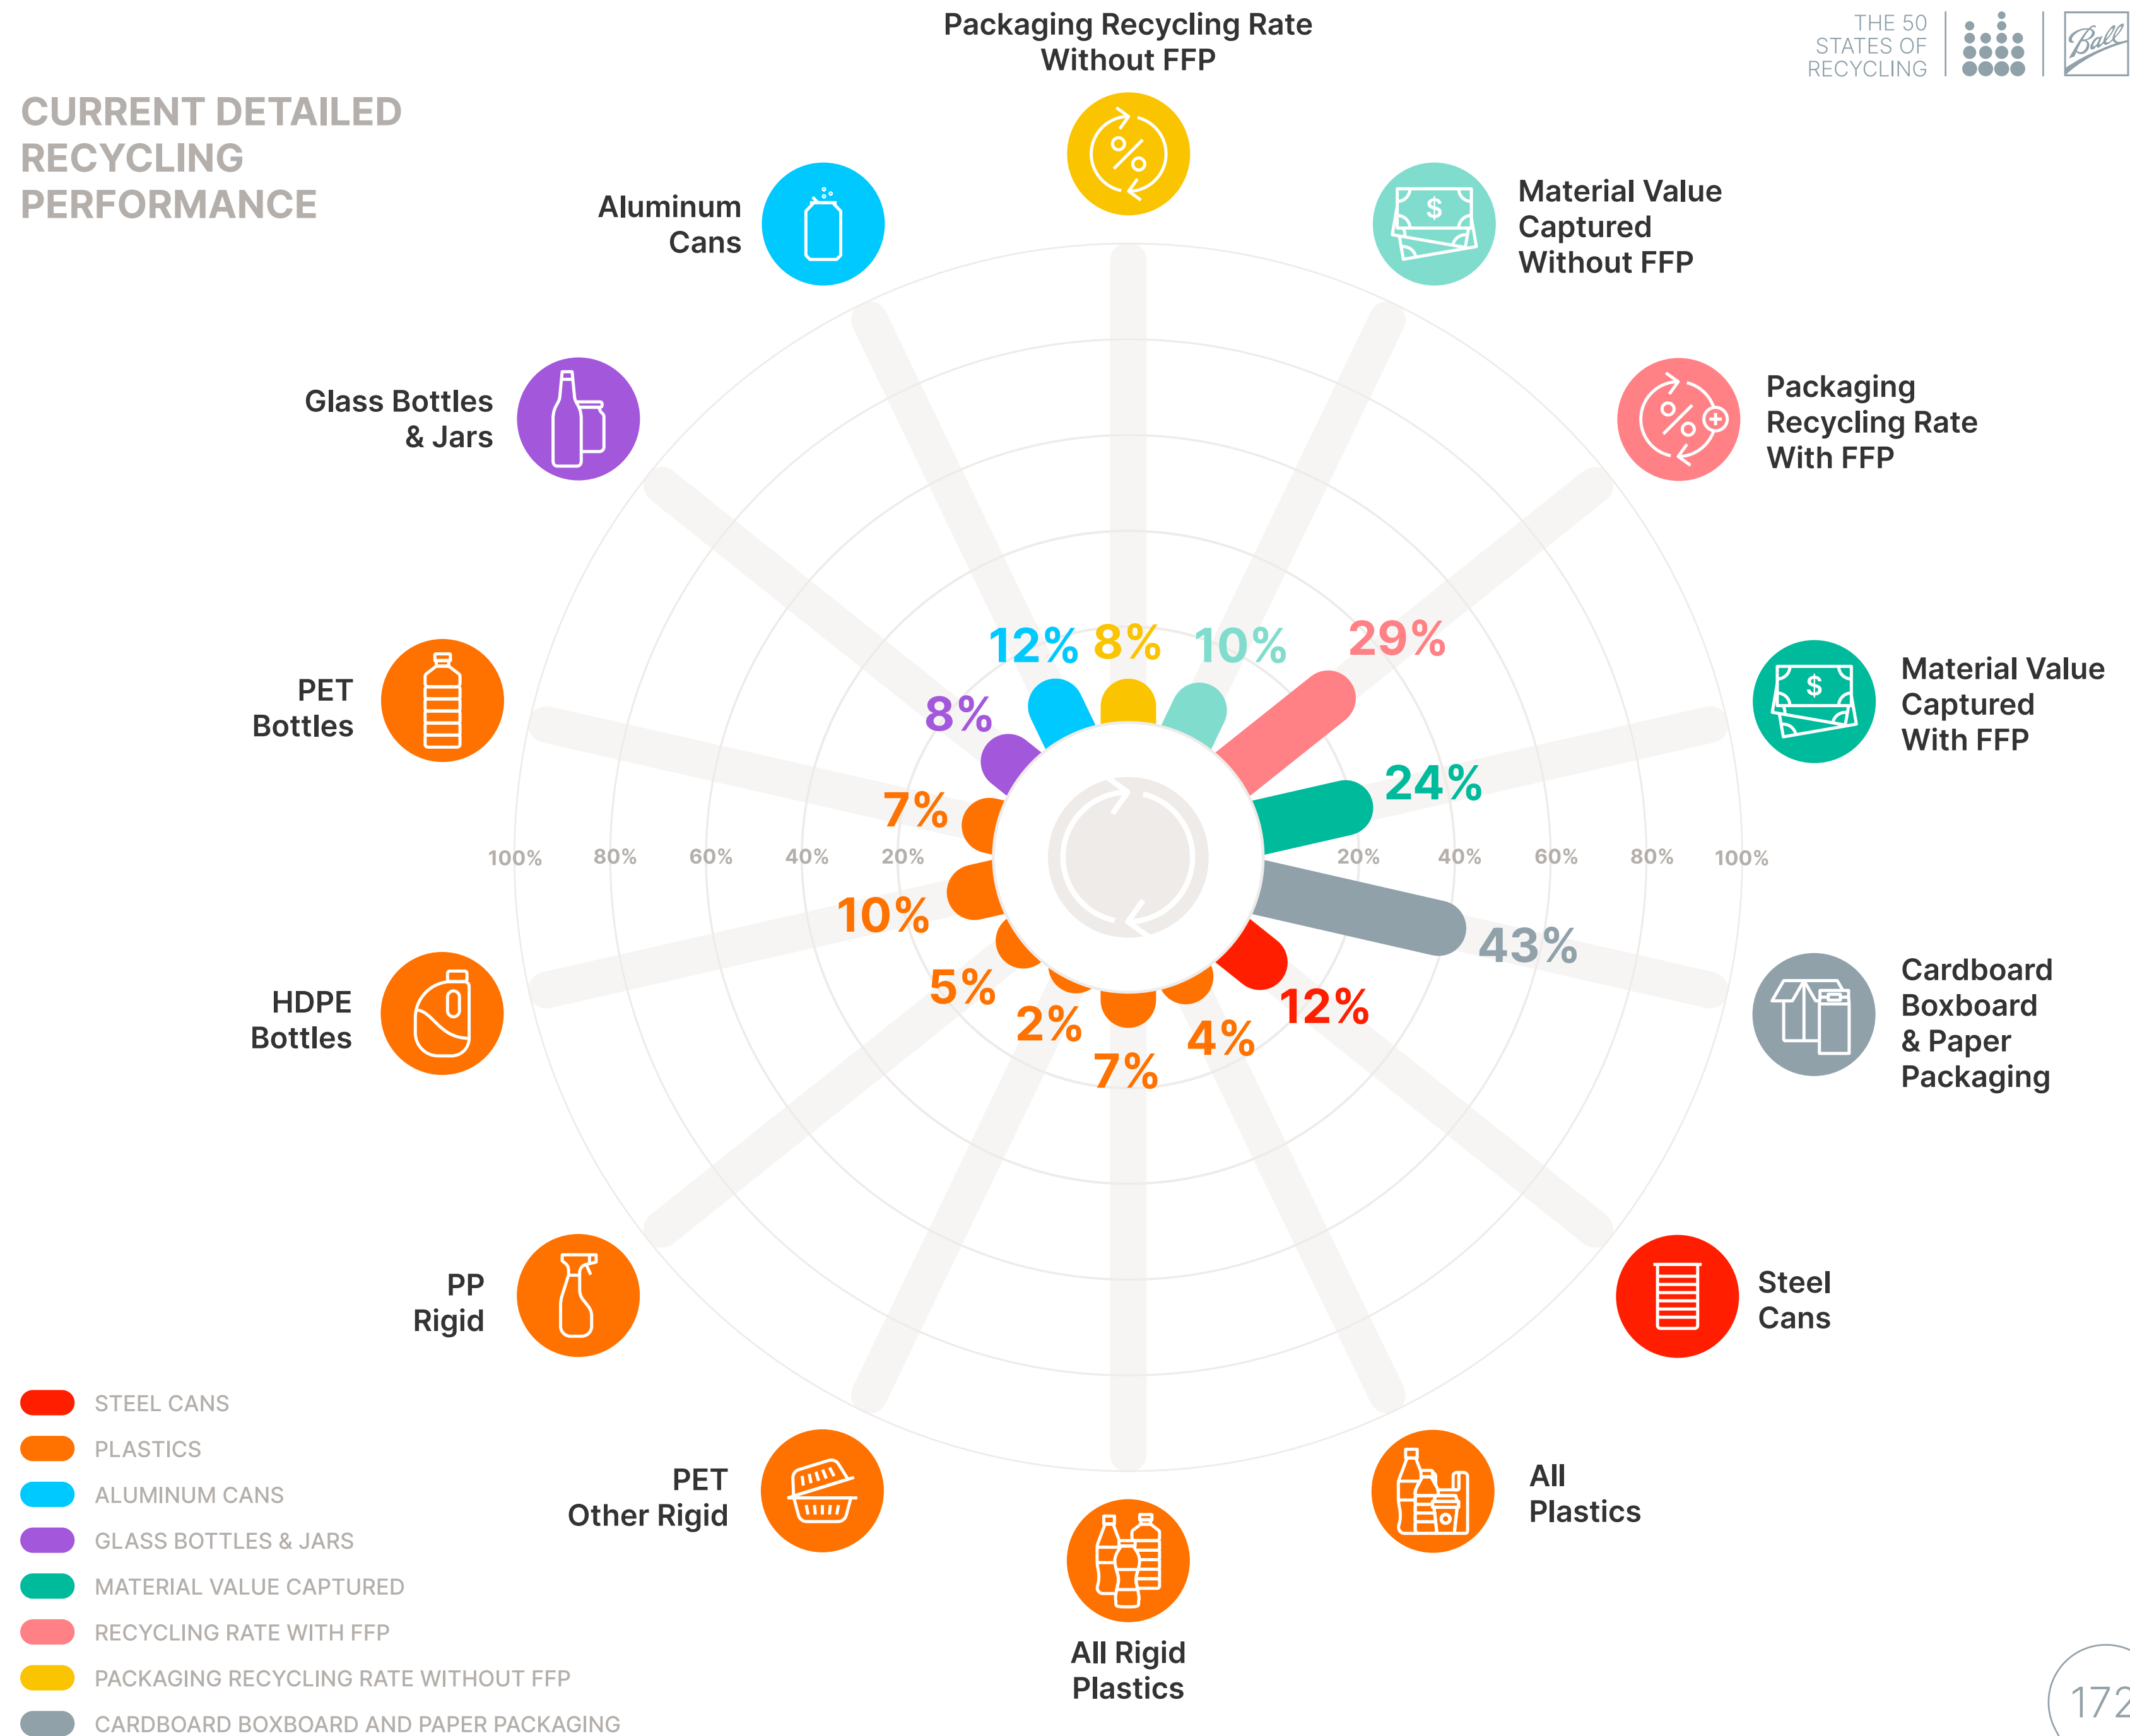 Packaging Recycling Rate
Without FFP
THE 50
STATES OF
RECYCLING
Ball
CURRENT DETAILED
RECYCLING
PERFORMANCE
Aluminum
Cans
Material Value
Captured
Without FFP
Glass Bottles
& Jars
Packaging
Recycling Rate
With FFP
PET
Bottles
Material Value
Captured
With FFP
12%
8%
10%
29%
8%
24%
7%
100%
80%
60%
40%
20%
20%
40%
60%
80%
100%
10%
43%
5%
2%
7%
4%
12%
HDPE
Bottles
Cardboard
Boxboard
& Paper
Packaging
PP
Rigid
Steel
Cans
PET
Other Rigid
All
Plastics
All Rigid
Plastics
STEEL CANS
PLASTICS
ALUMINUM CANS
GLASS BOTTLES & JARS
MATERIAL VALUE CAPTURED
RECYCLING RATE WITH FFP
PACKAGING RECYCLING RATE WITHOUT FFP
CARDBOARD BOXBOARD AND PAPER PACKAGING
172